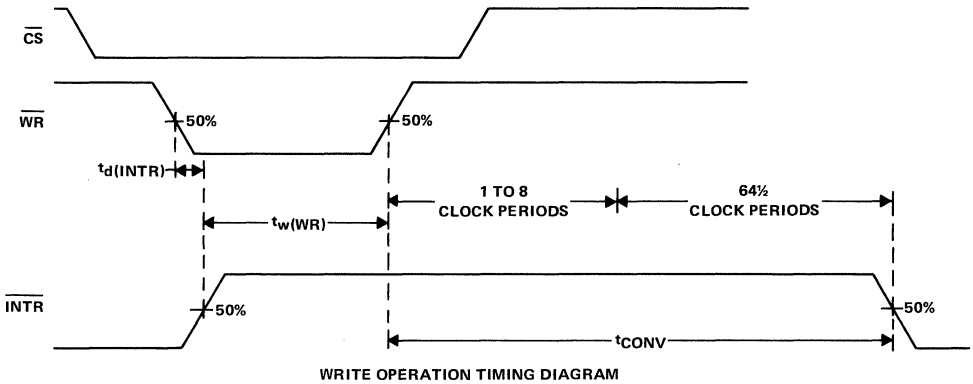 CS
WR
50%
50%
td(INTR)
1 TO 8
CLOCK PERIODS
64½
CLOCK PERIODS
tw(WR)
INTR
50%
50%
tCONV
WRITE OPERATION TIMING DIAGRAM